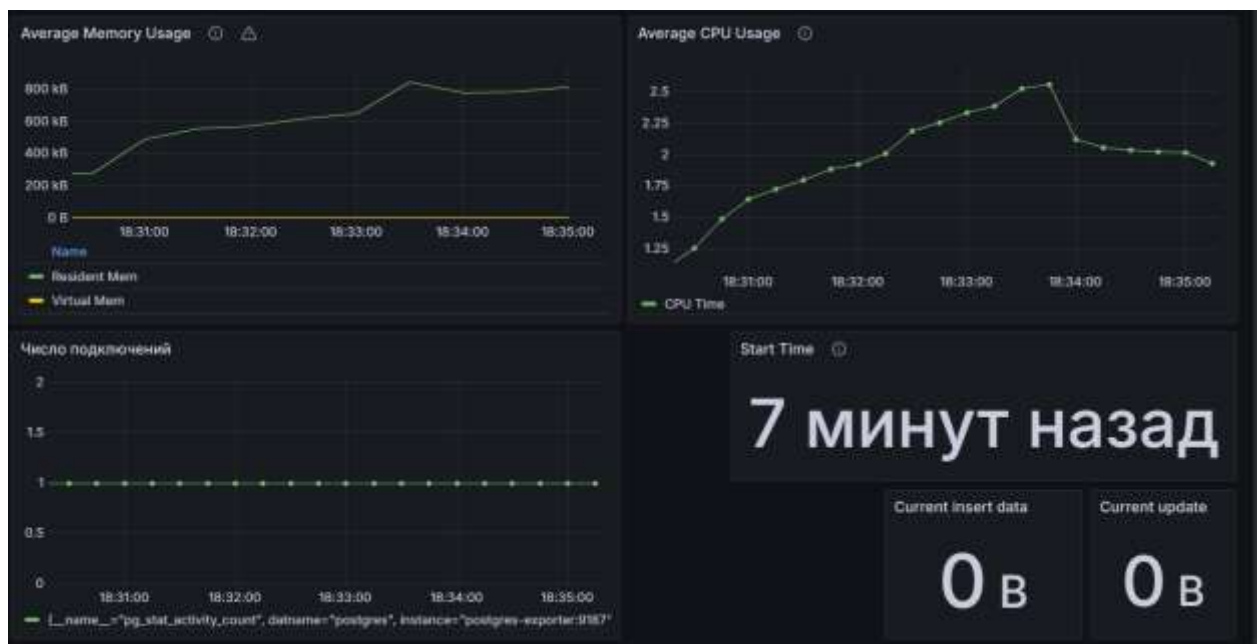 Average Memory Usage
800 kB
600 kB
400 kB
200 kB
0 B
18:31:00 18:32:00 18:33:00 18:34:00 18:35:00
Name
Resident Mem
Virtual Mem
Average CPU Usage
2.5
2.25
2
1.75
1.5
1.25
18:31:00 18:32:00 18:33:00 18:34:00 18:35:00
CPU Time
Число подключений
2
1.5
1
0.5
0
18:31:00 18:32:00 18:33:00 18:34:00 18:35:00
{__name__="pg_stat_activity_count", datname="postgres", instance="postgres-exporter:9187"
Start Time
7 минут назад
Current insert data
0 B
Current update
0 B